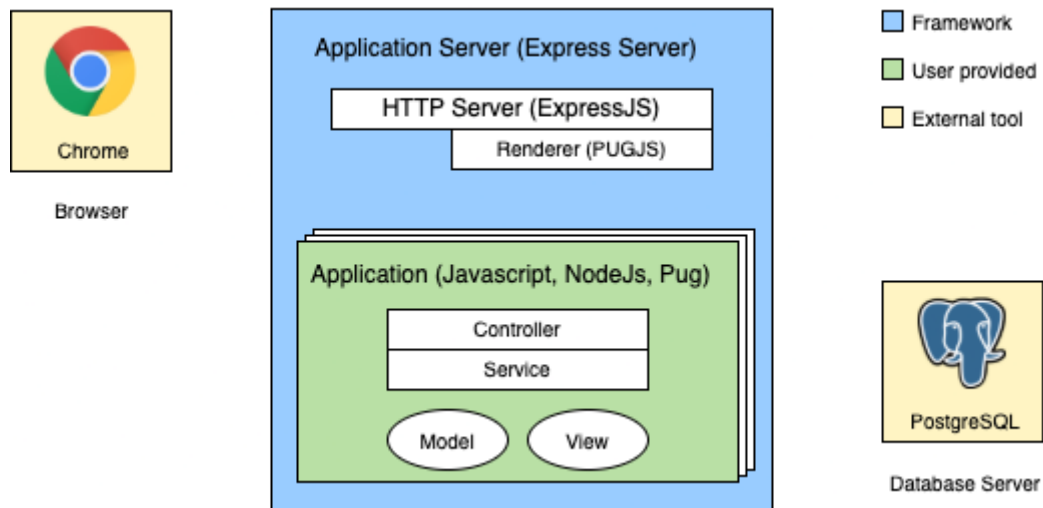 Application Server (Express Server)
HTTP Server (ExpressJS)
Renderer (PUGJS)
Chrome
Browser
Framework
User provided
External tool
Application (Javascript, NodeJs, Pug)
Controller
Service
Model
View
PostgreSQL
Database Server